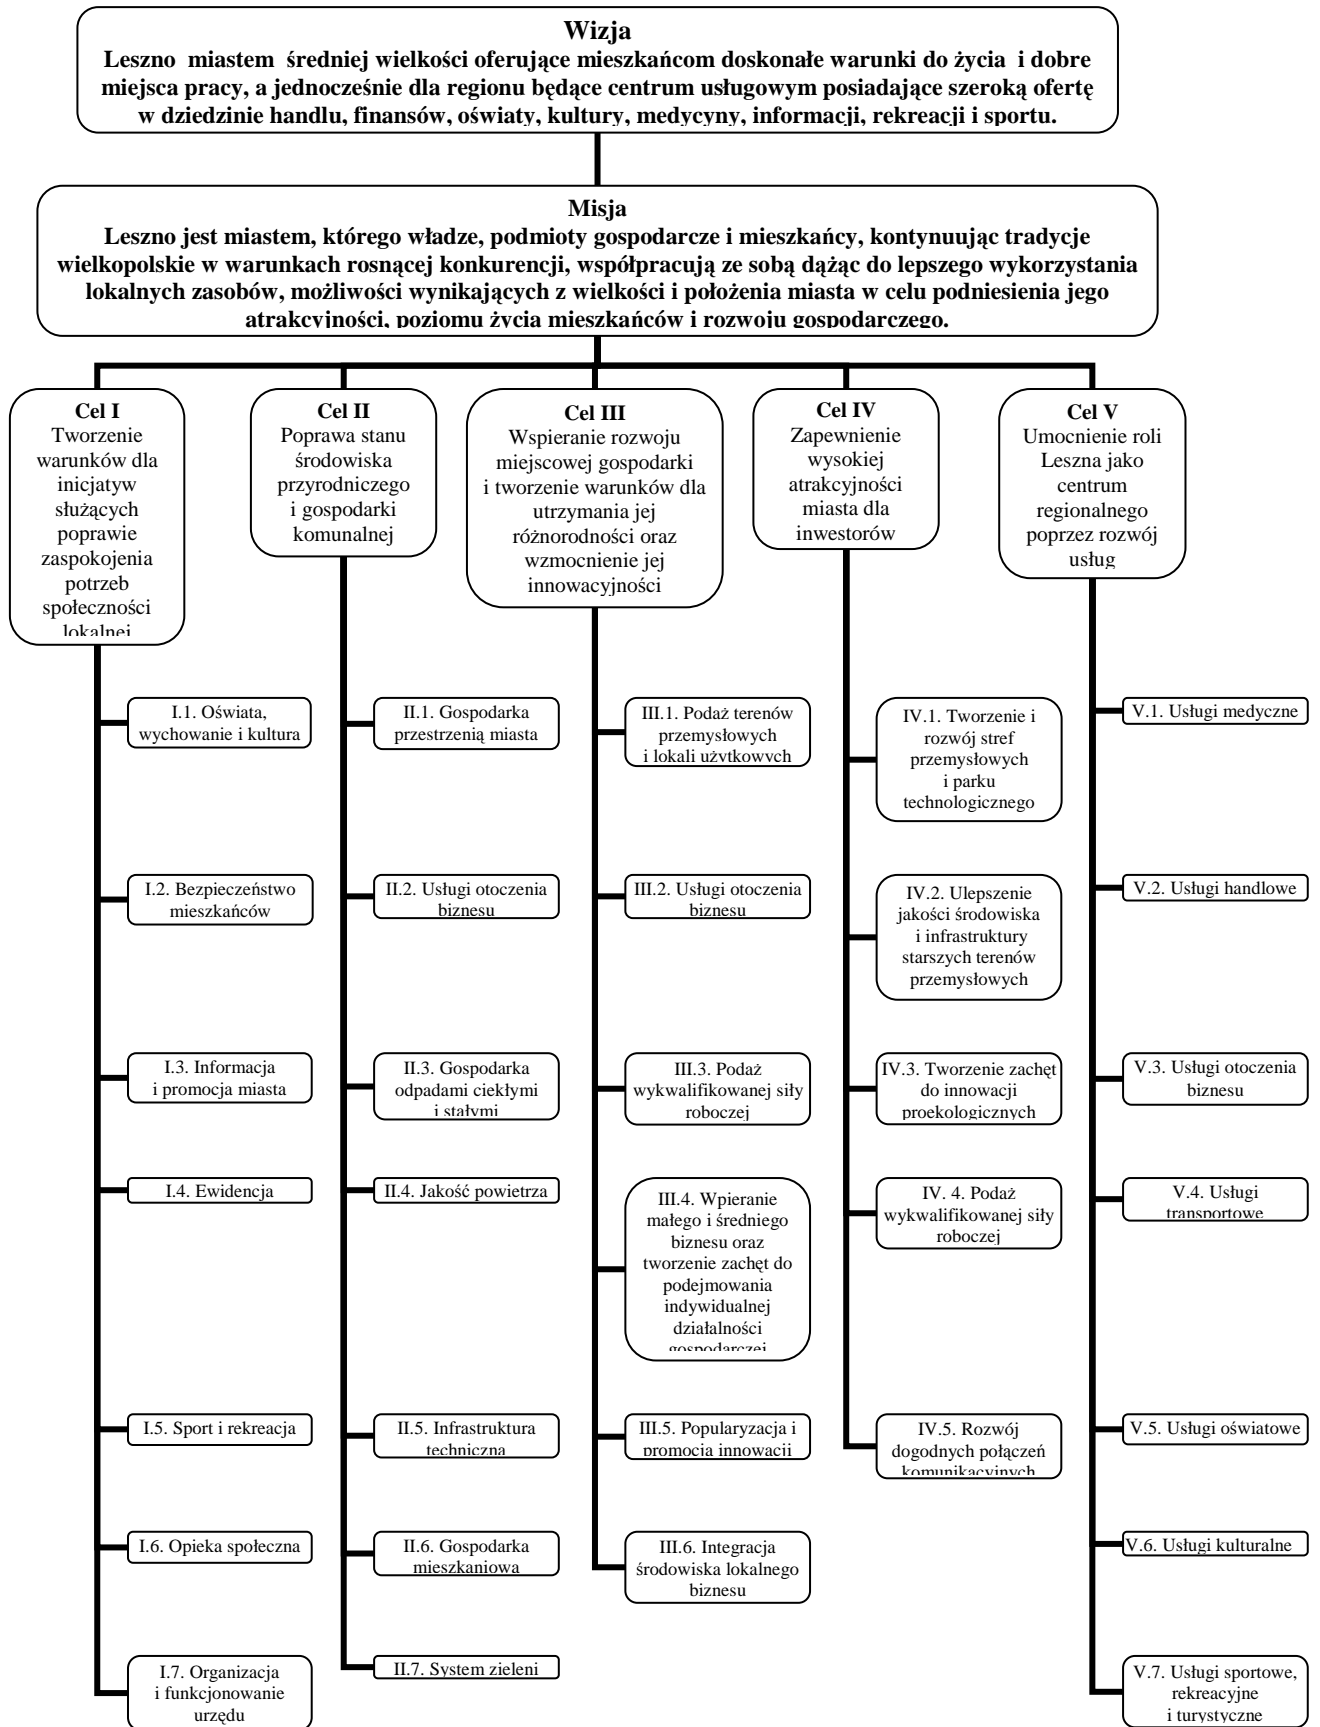 Wizja
Leszno miastem średniej wielkości oferujące mieszkańcom doskonałe warunki do życia i dobre
miejsca pracy, a jednocześnie dla regionu będące centrum usługowym posiadające szeroką ofertę
w dziedzinie handlu, finansów, oświaty, kultury, medycyny, informacji, rekreacji i sportu.
Misja
Leszno jest miastem, którego władze, podmioty gospodarcze i mieszkańcy, kontynuując tradycje
wielkopolskie w warunkach rosnącej konkurencji, współpracują ze sobą dążąc do lepszego wykorzystania
lokalnych zasobów, możliwości wynikających z wielkości i położenia miasta w celu podniesienia jego
atrakcyjności, poziomu życia mieszkańców i rozwoju gospodarczego.
Cel I
Tworzenie
warunków dla
inicjatyw
służących
poprawie
zaspokojenia
potrzeb
społeczności
lokalnej
Cel II
Poprawa stanu
środowiska
przyrodniczego
i gospodarki
komunalnej
Cel III
Wspieranie rozwoju
miejscowej gospodarki
i tworzenie warunków dla
utrzymania jej
różnorodności oraz
wzmocnienie jej
innowacyjności
Cel IV
Zapewnienie
wysokiej
atrakcyjności
miasta dla
inwestorów
Cel V
Umocnienie roli
Leszna jako
centrum
regionalnego
poprzez rozwój
usług
I.1. Oświata,
wychowanie i kultura
II.1. Gospodarka
przestrzenią miasta
III.1. Podaż terenów
przemysłowych
i lokali użytkowych
IV.1. Tworzenie i
rozwój stref
przemysłowych
i parku
technologicznego
V.1. Usługi medyczne
I.2. Bezpieczeństwo
mieszkańców
II.2. Usługi otoczenia
biznesu
III.2. Usługi otoczenia
biznesu
IV.2. Ulepszenie
jakości środowiska
i infrastruktury
starszych terenów
przemysłowych
V.2. Usługi handlowe
I.3. Informacja
i promocja miasta
II.3. Gospodarka
odpadami ciekłymi
i stałymi
III.3. Podaż
wykwalifikowanej siły
roboczej
IV.3. Tworzenie zachęt
do innowacji
proekologicznych
V.3. Usługi otoczenia
biznesu
I.4. Ewidencja
II.4. Jakość powietrza
III.4. Wpieranie
małego i średniego
biznesu oraz
tworzenie zachęt do
podejmowania
indywidualnej
działalności
gospodarczej
IV. 4. Podaż
wykwalifikowanej siły
roboczej
V.4. Usługi
transportowe
I.5. Sport i rekreacja
II.5. Infrastruktura
techniczna
III.5. Popularyzacja i
promocja innowacji
IV.5. Rozwój
dogodnych połączeń
komunikacyjnych
V.5. Usługi oświatowe
I.6. Opieka społeczna
II.6. Gospodarka
mieszkaniowa
III.6. Integracja
środowiska lokalnego
biznesu
V.6. Usługi kulturalne
I.7. Organizacja
i funkcjonowanie
urzędu
II.7. System zieleni
V.7. Usługi sportowe,
rekreacyjne
i turystyczne